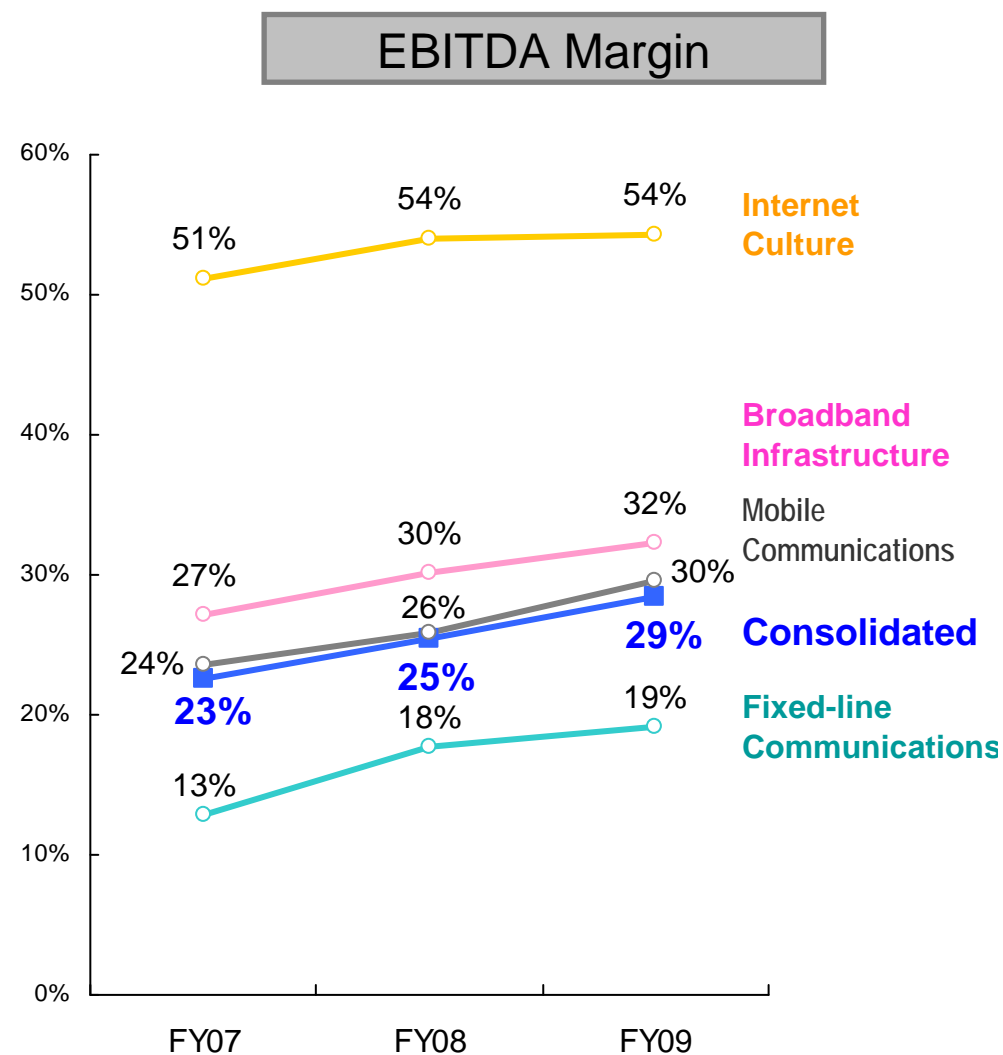 EBITDA Margin
60%
50%
40%
30%
20%
10%
0%
51%
54%
54%
Internet
Culture
27%
30%
32%
Broadband
Infrastructure
24%
26%
30%
Mobile
Communications
23%
25%
29%
Consolidated
13%
18%
19%
Fixed-line
Communications
FY07
FY08
FY09